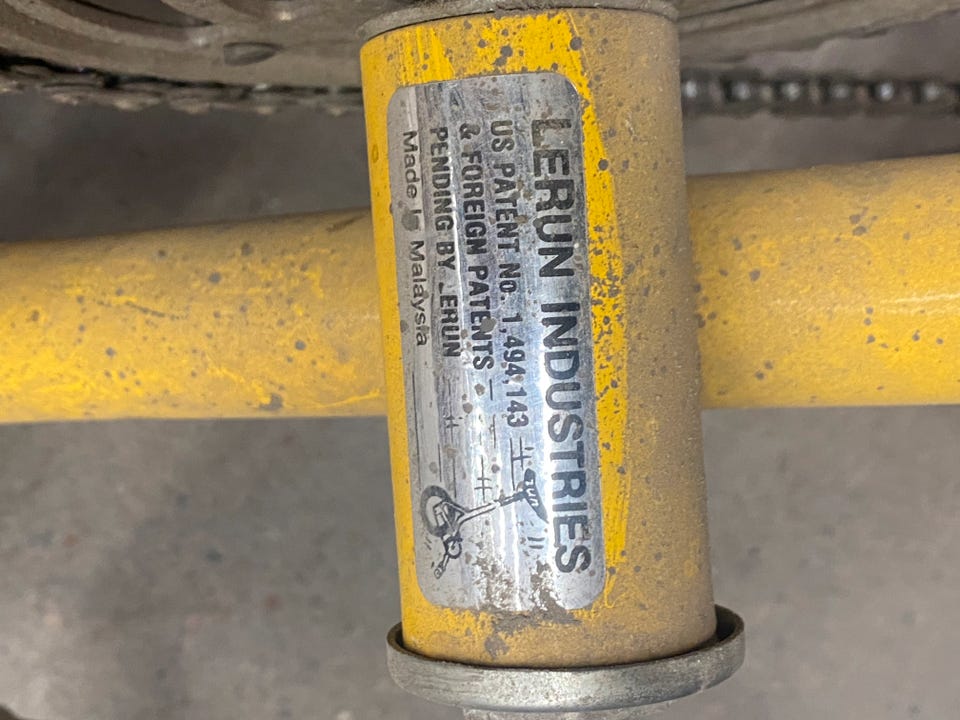 LERUN INDUSTRIES
US PATENT No. 1,494,143
& FOREIGN PATENTS
PENDING BY LERUN
Made In Malaysia